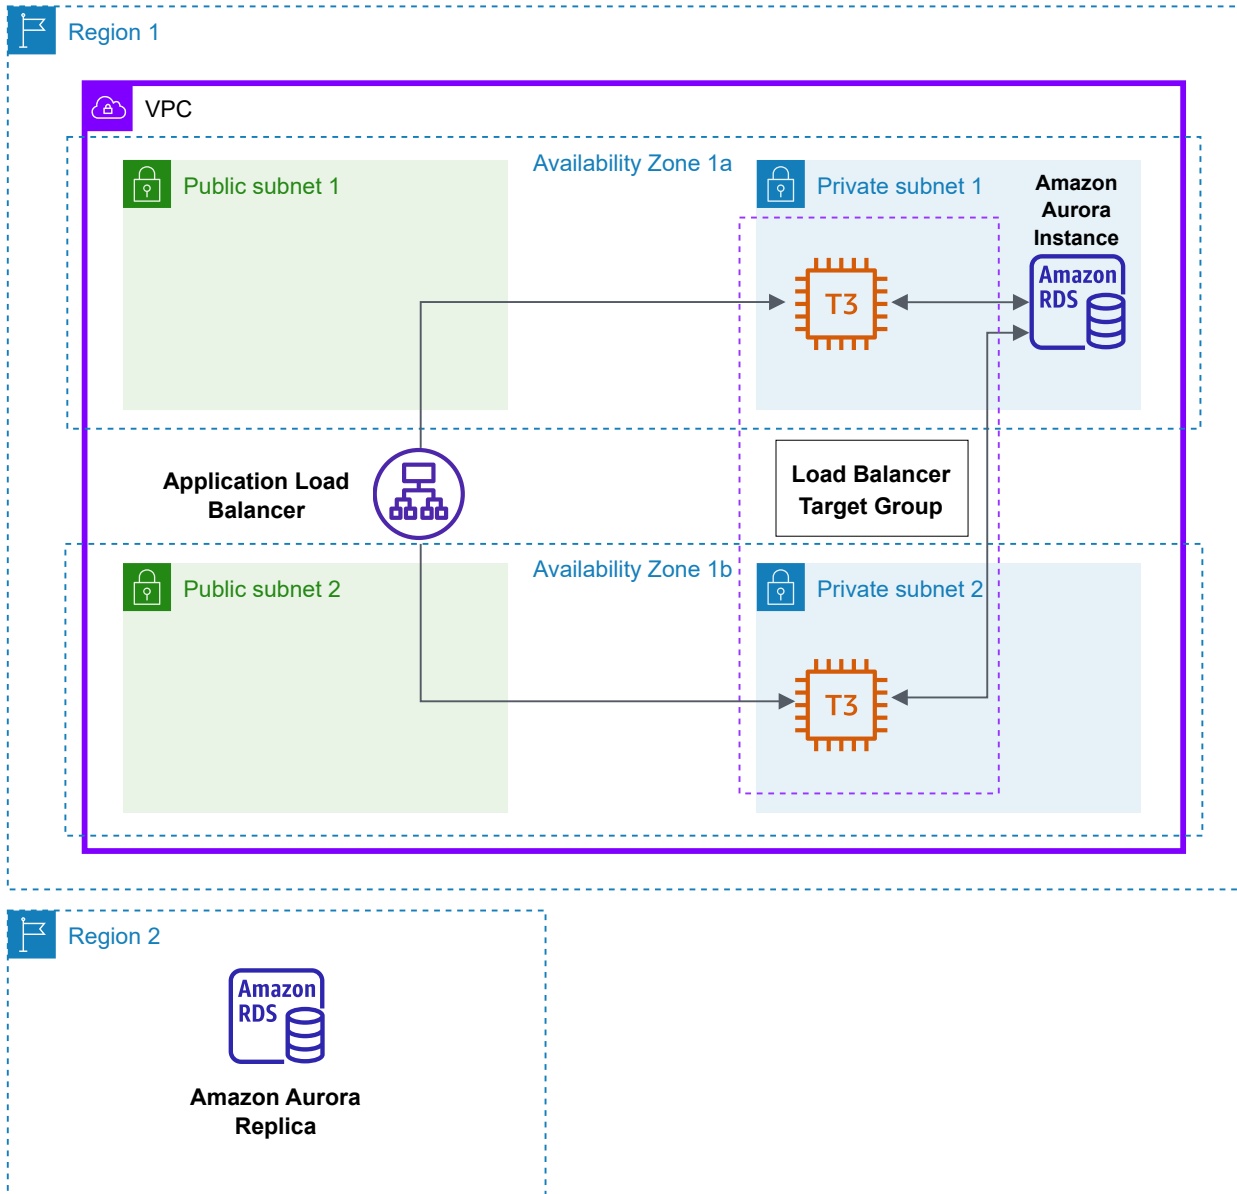 Region 1
VPC
Availability Zone 1a
Public subnet 1
Private subnet 1
Amazon
Aurora
Instance
T3
Amazon
RDS
Application Load
Balancer
Load Balancer
Target Group
Availability Zone 1b
Public subnet 2
Private subnet 2
T3
Region 2
Amazon
RDS
Amazon Aurora
Replica